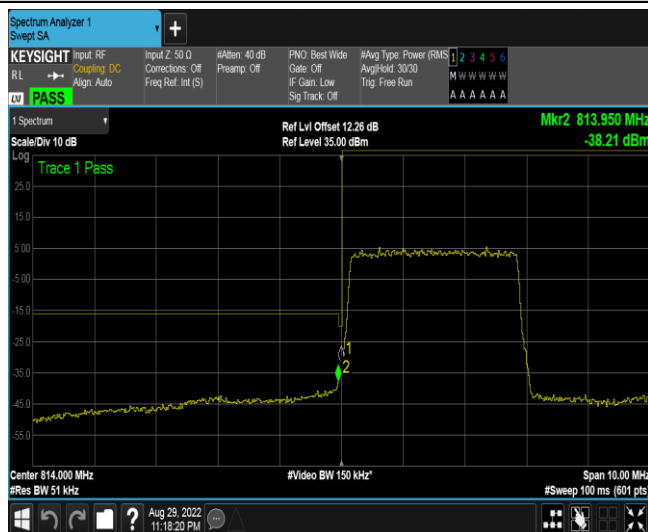 Spectrum Analyzer 1
Swept SA
KEYSIGHT Input: RF Input Z: 50 Ω #Atten: 40 dB PNO: Best Wide #Avg Type: Power (RMS 1 2 3 4 5 6
RL Coupling: DC Corrections: Off Preamp: Off Gate: Off Avg|Hold: 30/30 M W W W W W
Align: Auto Freq Ref: Int (S) IF Gain: Low Trig: Free Run
LXI PASS Sig Track: Off A A A A A A
1 Spectrum Ref Lvl Offset 12.26 dB Mkr2 813.950 MHz
Scale/Div 10 dB Ref Level 35.00 dBm -38.21 dBm
Log
Trace 1 Pass
25.0
15.0
5.00
-5.00
-15.0
-25.0
1
-35.0 2
-45.0
-55.0
Center 814.000 MHz #Video BW 150 kHz* Span 10.00 MHz
#Res BW 51 kHz #Sweep 100 ms (601 pts)
? Aug 29, 2022
11:18:20 PM